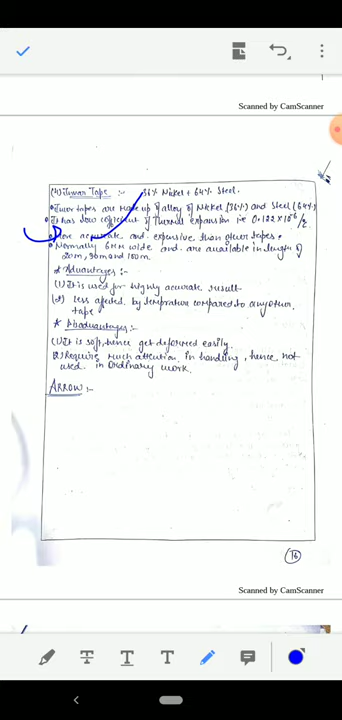 1
Scanned by CamScanner
(4) Invar Tape :- 36% Nickel + 64% Steel.
• Invar tapes are made up of alloy of Nickel (36%) and Steel (64%)
• It has low coefficient of thermal expansion i.e 0.122×10⁻⁶/°c
• More accurate and expensive than other tapes.
• Normally 6mm wide and are available in length of
20m, 30m and 100m.
* Advantages :-
(1) It is used for highly accurate result
(2) less affected by temprature compared to any other
tape
* Disadvantages :-
(1) It is soft, hence get deformed easily.
(2) Require much attention in handling, hence not
used in ordinary work.
ARROW :-
16
Scanned by CamScanner
T
T
T